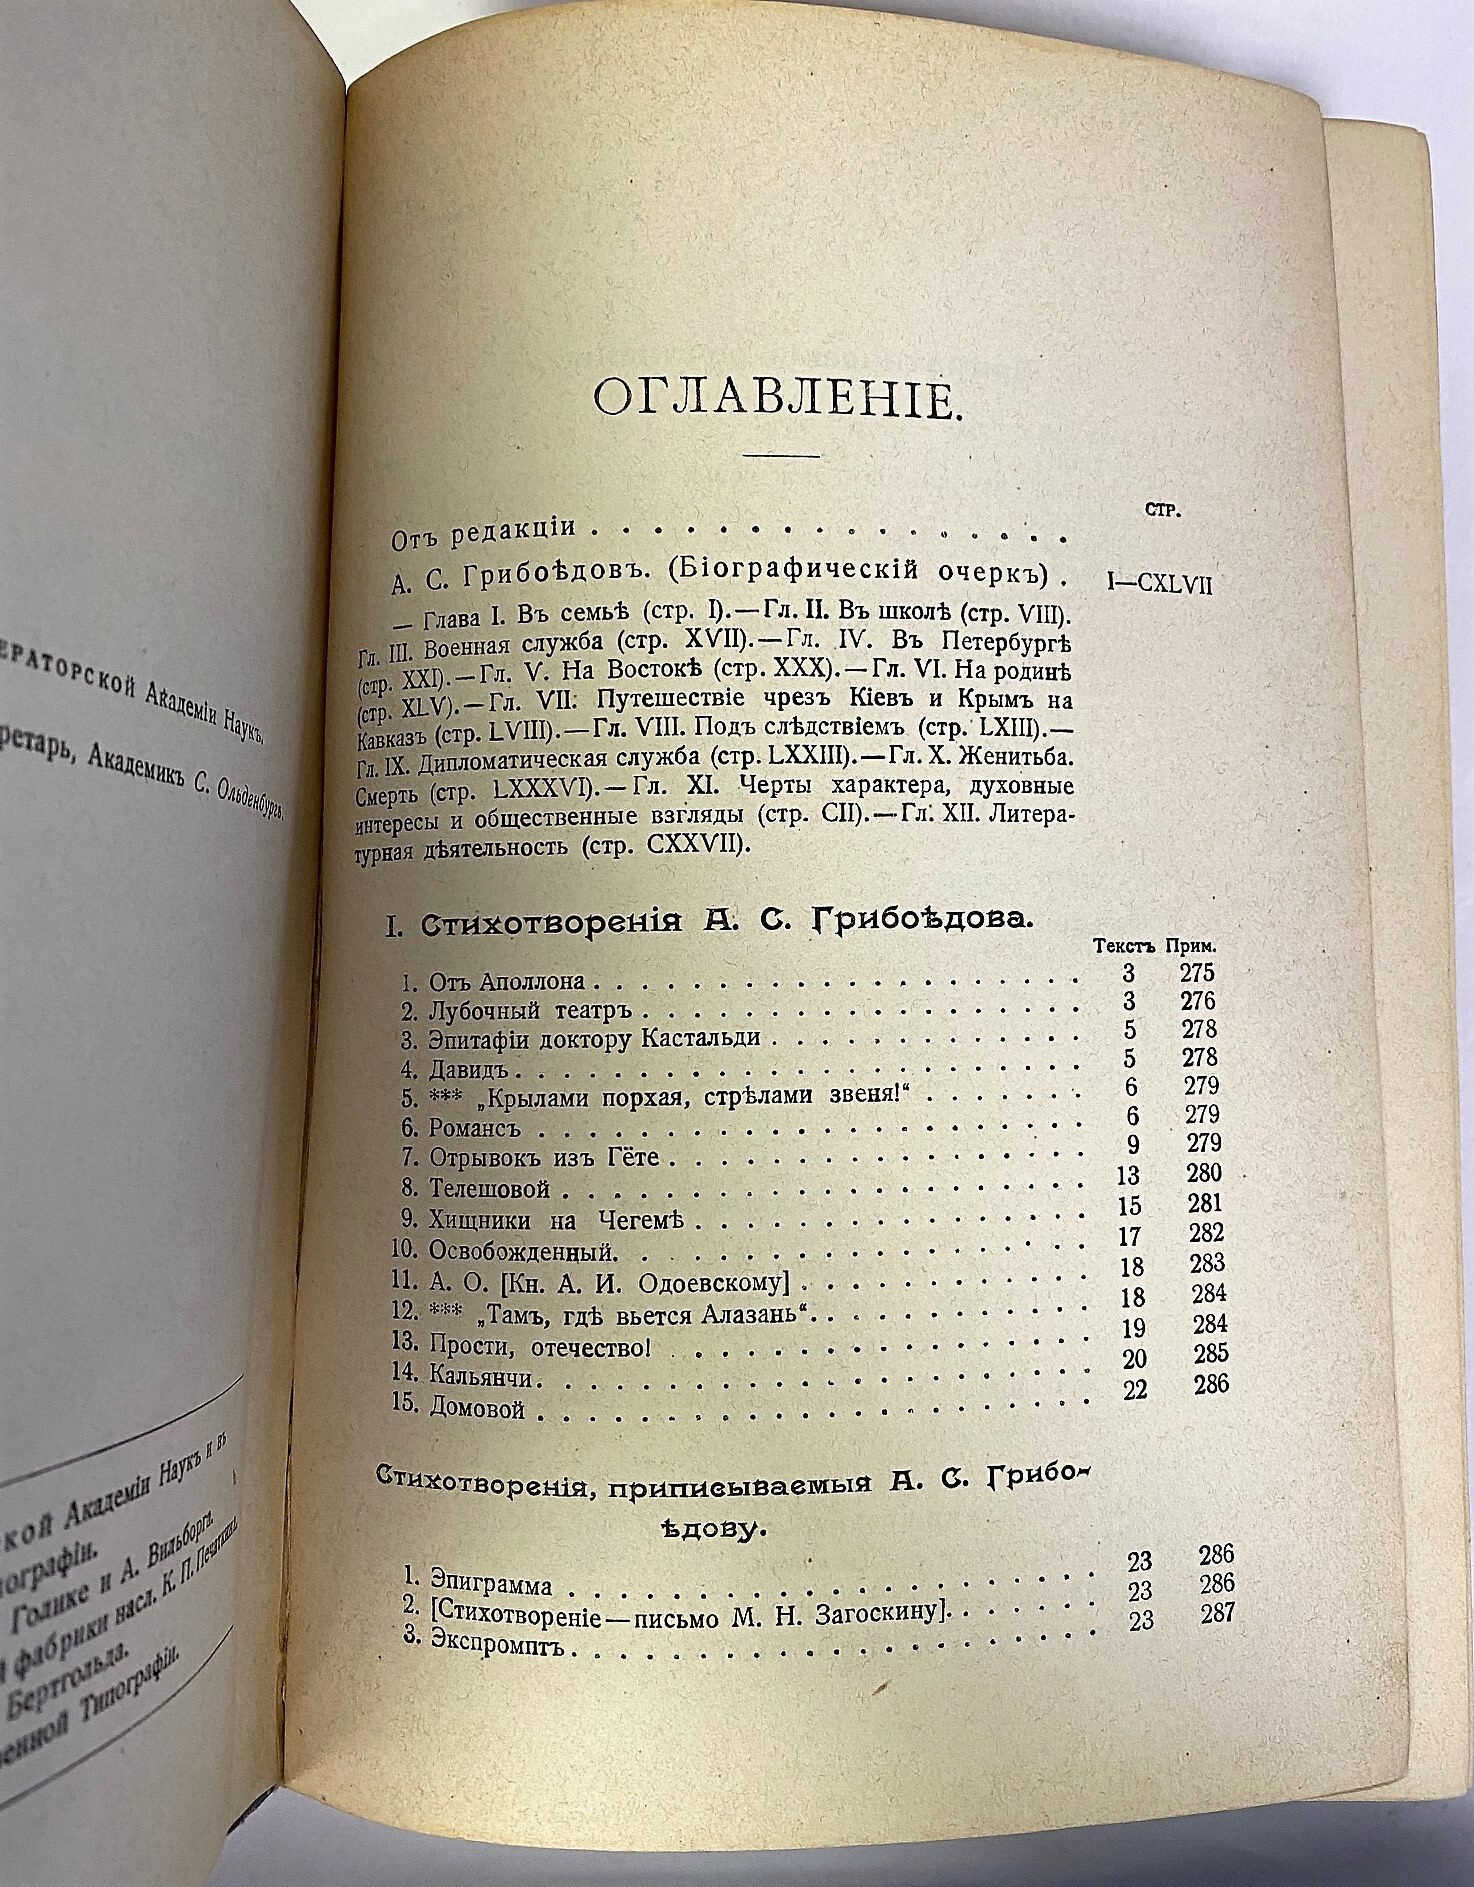 ЕРАТОРСКОЙ Академіи Наукъ.
ретарь, Академикъ С. Ольденбургъ.
ской Академіи Наукъ и въ
пографіи.
Голике и А. Вильборга.
й фабрики насл. К. П. Печаткина.
Бертгольда.
венной Типографіи.
ОГЛАВЛЕНІЕ.
СТР.
Отъ редакціи . . . . . . . . . . . . . . . .
А. С. Грибоѣдовъ. (Біографическій очеркъ) . I—CXLVII
— Глава I. Въ семьѣ (стр. I).—Гл. II. Въ школѣ (стр. VIII).
Гл. III. Военная служба (стр. XVII).—Гл. IV. Въ Петербургѣ
(стр. XXI).—Гл. V. На Востокѣ (стр. XXX).—Гл. VI. На родинѣ
(стр. XLV).—Гл. VII. Путешествіе чрезъ Кіевъ и Крымъ на
Кавказъ (стр. LVIII).—Гл. VIII. Подъ слѣдствіемъ (стр. LXIII).—
Гл. IX. Дипломатическая служба (стр. LXXIII).—Гл. X. Женитьба.
Смерть (стр. LXXXVI).—Гл. XI. Черты характера, духовные
интересы и общественные взгляды (стр. CII).—Гл. XII. Литера-
турная дѣятельность (стр. CXXVII).
I. Стихотворенія А. С. Грибоѣдова.
Текстъ Прим.
1. Отъ Аполлона . . . . . . . . . . . . . . . . 3 275
2. Лубочный театръ . . . . . . . . . . . . . . . . 3 276
3. Эпитафіи доктору Кастальди . . . . . . . . . . . 5 278
4. Давидъ . . . . . . . . . . . . . . . . . . . 5 278
5. *** „Крылами порхая, стрѣлами звеня!“ . . . . . . . 6 279
6. Романсъ . . . . . . . . . . . . . . . . . . . 6 279
7. Отрывокъ изъ Гёте . . . . . . . . . . . . . . . 9 279
8. Телешовой . . . . . . . . . . . . . . . . . . 13 280
9. Хищники на Чегемѣ . . . . . . . . . . . . . . . 15 281
10. Освобожденный. . . . . . . . . . . . . . . . . 17 282
11. А. О. [Кн. А. И. Одоевскому] . . . . . . . . . . . 18 283
12. *** „Тамъ, гдѣ вьется Алазань“. . . . . . . . . . . 18 284
13. Прости, отечество! . . . . . . . . . . . . . . . 19 284
14. Кальянчи. . . . . . . . . . . . . . . . . . . 20 285
15. Домовой . . . . . . . . . . . . . . . . . . . 22 286
Стихотворенія, приписываемыя А. С. Грибо-
ѣдову.
1. Эпиграмма . . . . . . . . . . . . . . . . . . 23 286
2. [Стихотвореніе—письмо М. Н. Загоскину]. . . . . . . 23 286
3. Экспромптъ . . . . . . . . . . . . . . . . . . 23 287